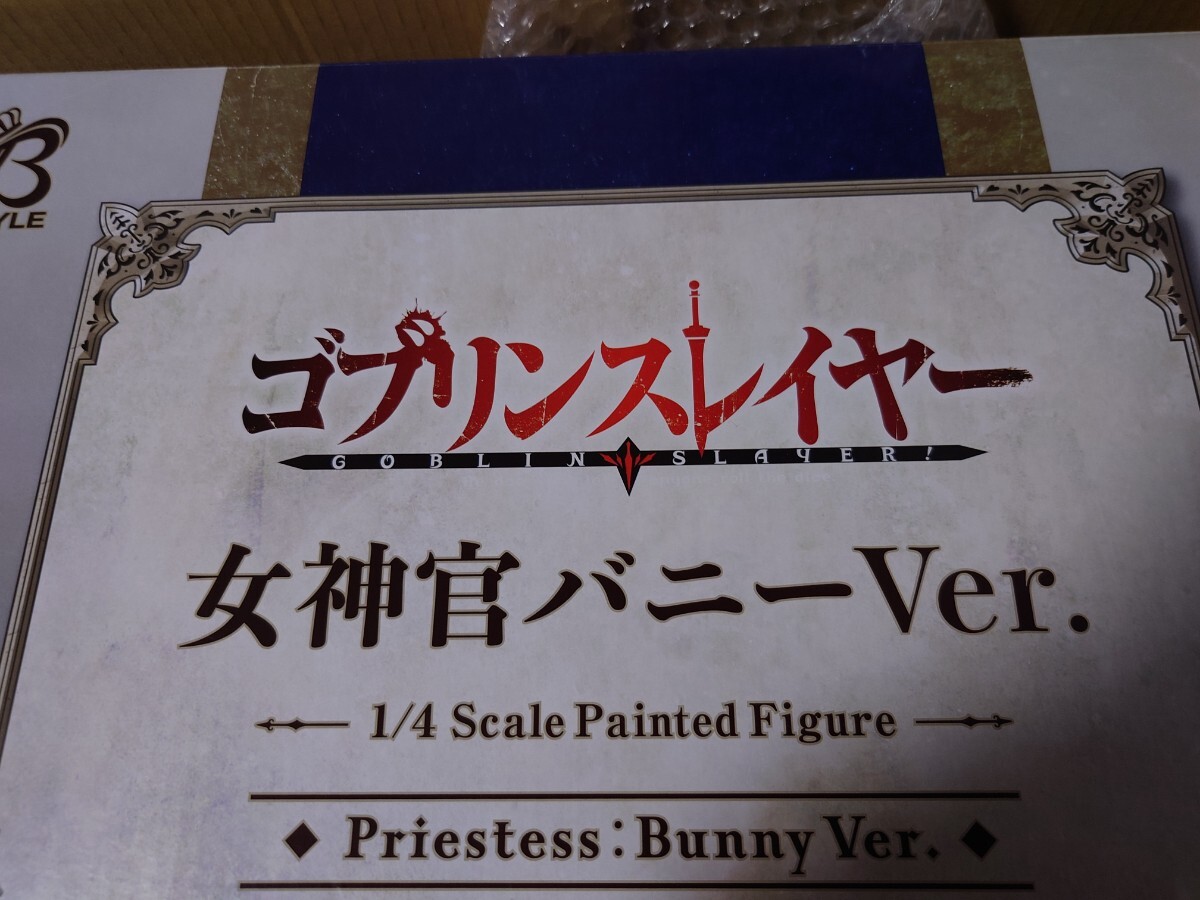 B
YLE
ゴブリンスレイヤー
GOBLIN SLAYER!
女神官バニーVer.
1/4 Scale Painted Figure
Priestess:Bunny Ver.